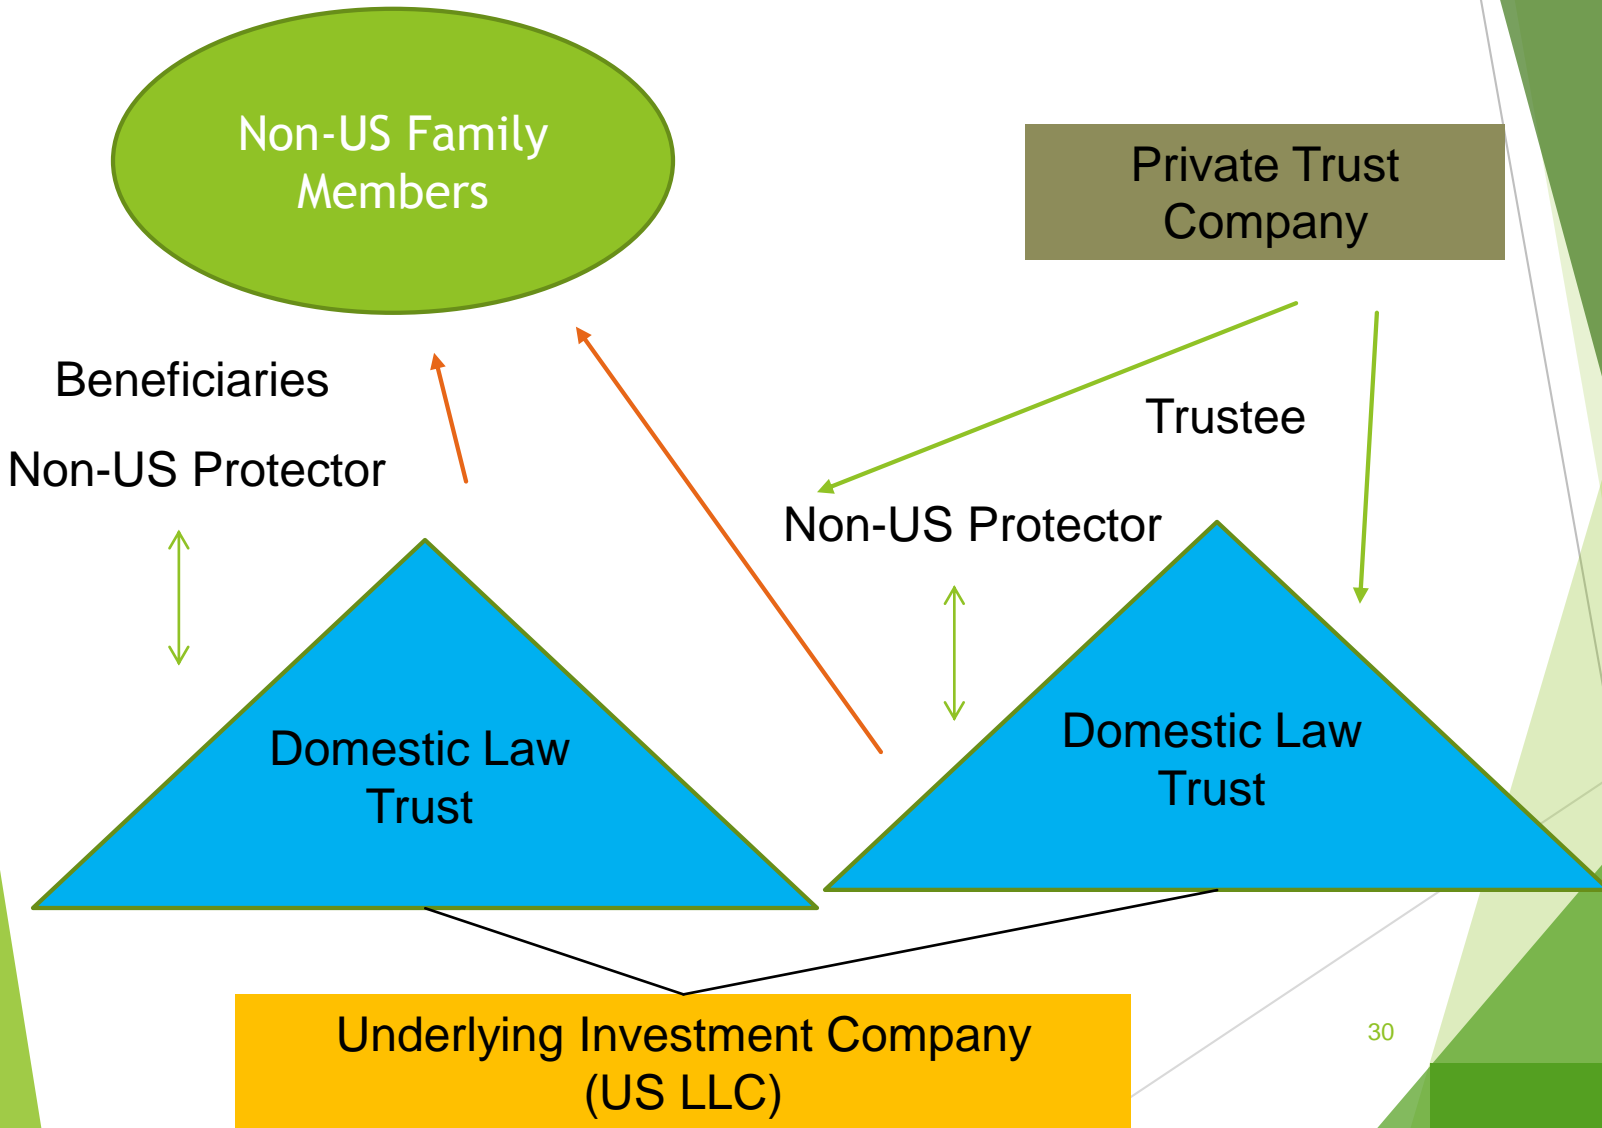 Non-US Family
Members
Private Trust
Company
Beneficiaries
Trustee
Non-US Protector
Non-US Protector
Domestic Law
Trust
Domestic Law
Trust
Underlying Investment Company
(US LLC)
30